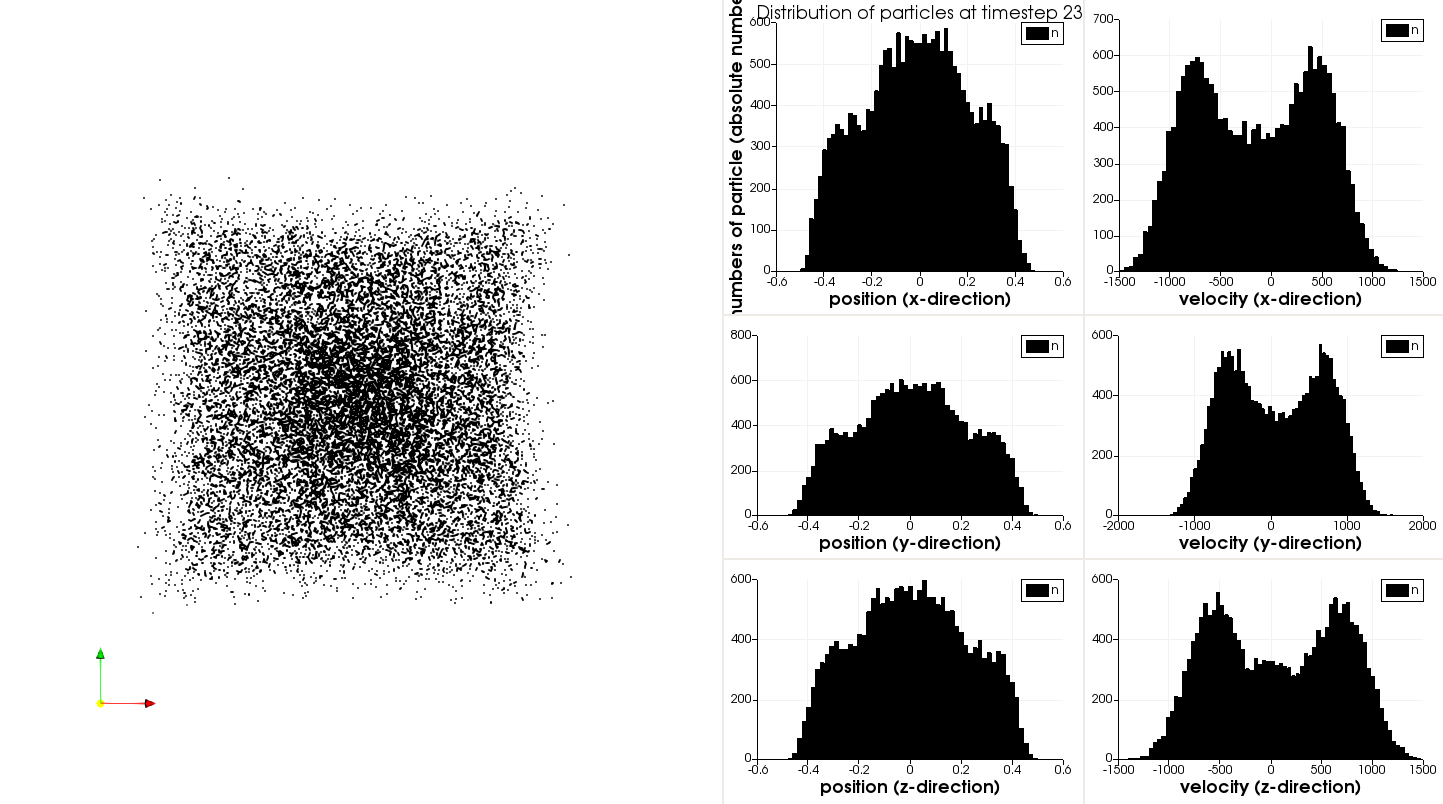 Distribution of particles at timestep 23
numbers of particle (absolute numbe
600
500
400
300
200
100
0
-0.6 -0.4 -0.2 0 0.2 0.4 0.6
position (x-direction)
n
700
600
500
400
300
200
100
0
-1500 -1000 -500 0 500 1000 1500
velocity (x-direction)
n
800
600
400
200
0
-0.6 -0.4 -0.2 0 0.2 0.4 0.6
position (y-direction)
n
600
400
200
0
-2000 -1000 0 1000 2000
velocity (y-direction)
n
600
400
200
0
-0.6 -0.4 -0.2 0 0.2 0.4 0.6
position (z-direction)
n
600
400
200
0
-1500 -1000 -500 0 500 1000 1500
velocity (z-direction)
n